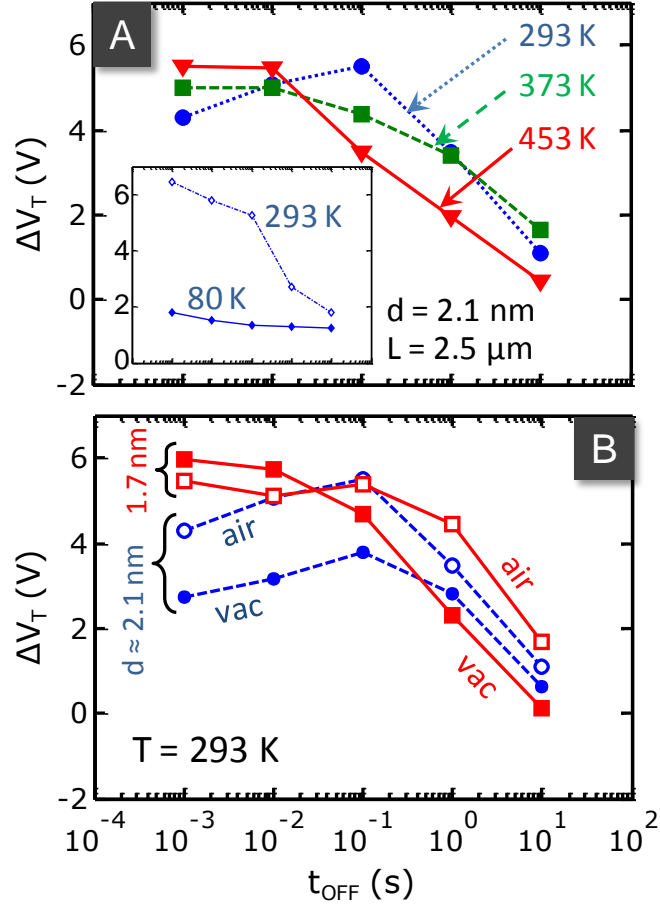 A
6
4
2
0
-2
ΔV_T (V)
293 K
373 K
453 K
6
4
2
0
293 K
80 K
d = 2.1 nm
L = 2.5 μm
B
6
4
2
0
-2
ΔV_T (V)
1.7 nm
d ≈ 2.1 nm
air
vac
air
vac
T = 293 K
10^-4 10^-3 10^-2 10^-1 10^0 10^1 10^2
t_OFF (s)